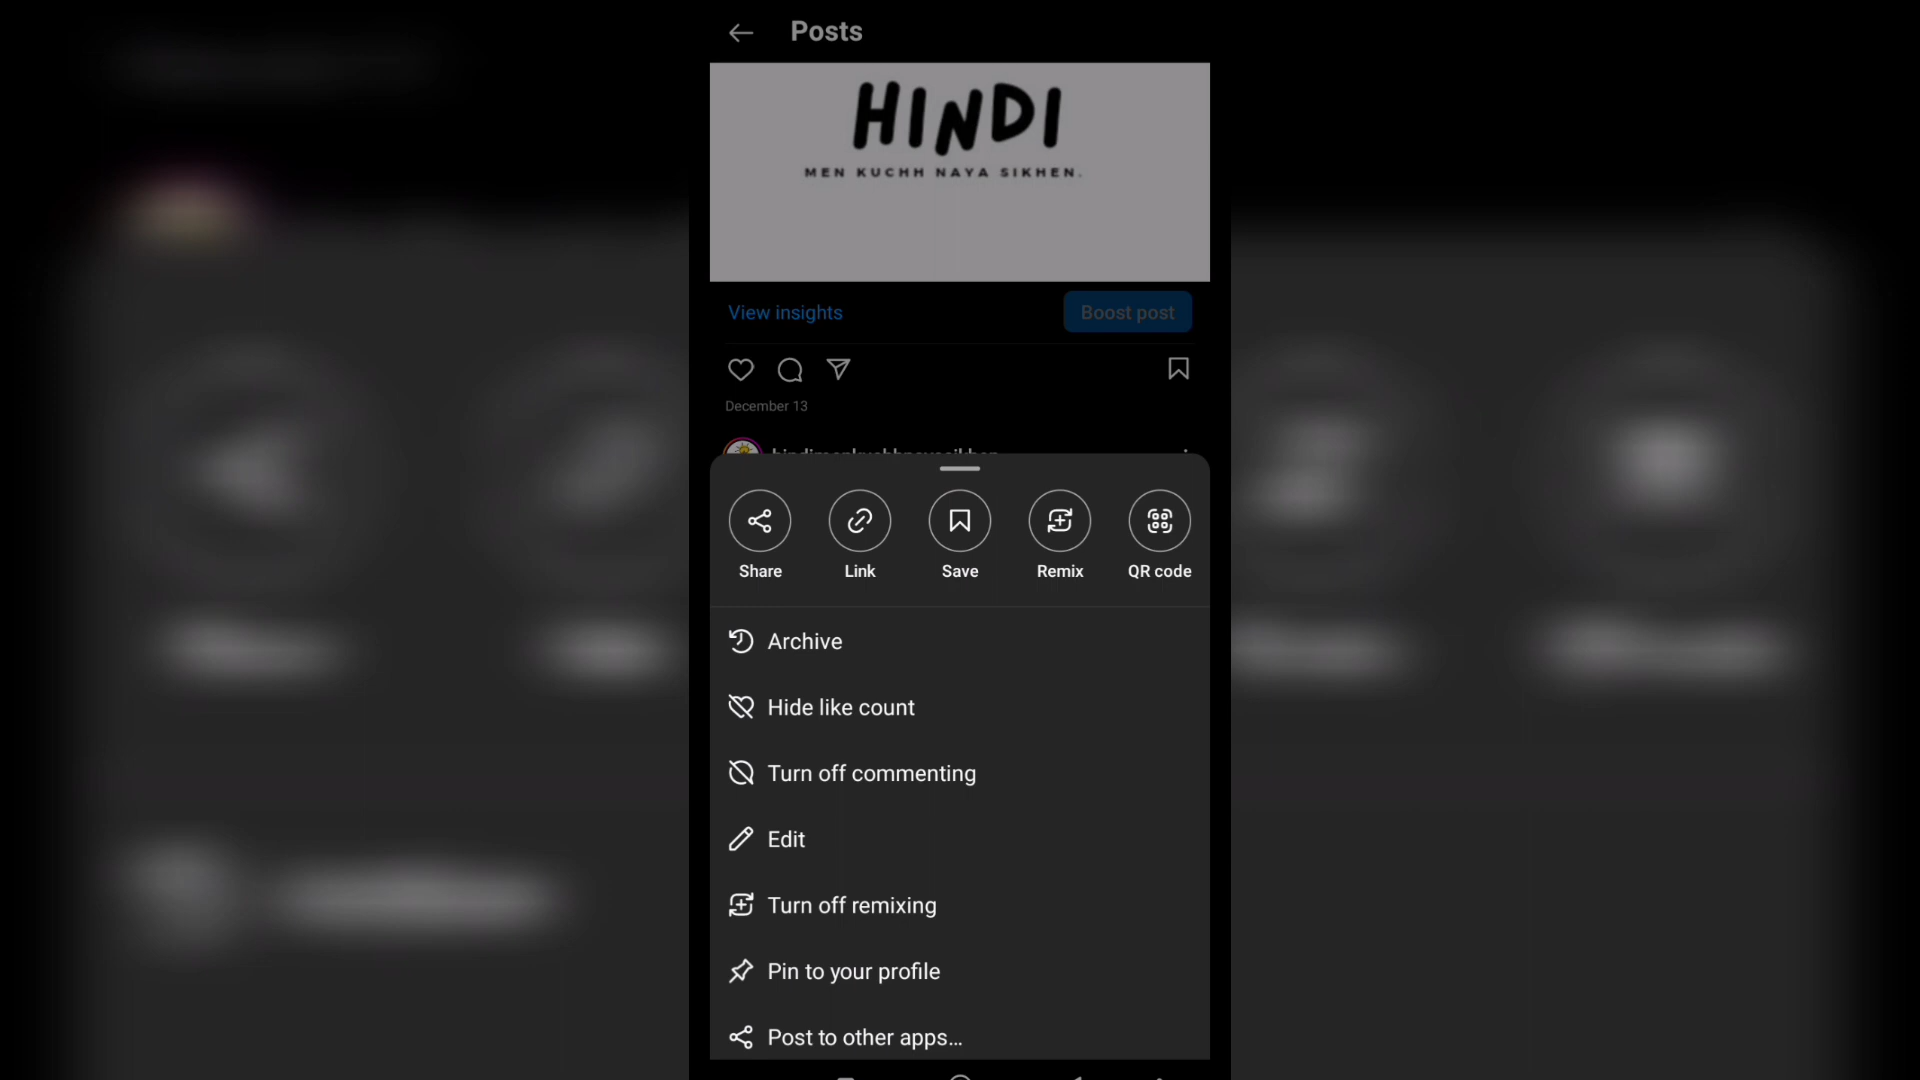 Posts
HINDI
MEN KUCHH NAYA SIKHEN.
View insights
Boost post
December 13
Share
Link
Save
Remix
QR code
Archive
Hide like count
Turn off commenting
Edit
Turn off remixing
Pin to your profile
Post to other apps...